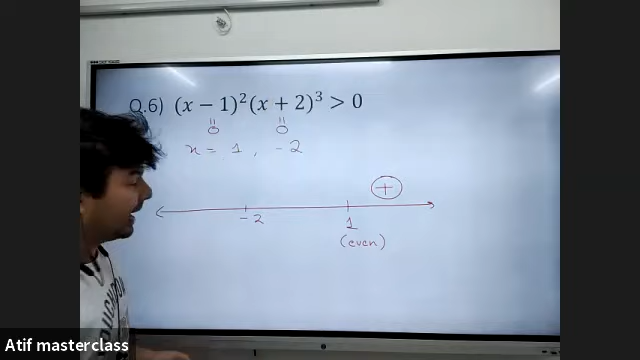 Q.6) (x − 1)² (x + 2)³ > 0
॥ ॥
0 0
x = 1, -2
+
-2 1
(even)
Atif masterclass